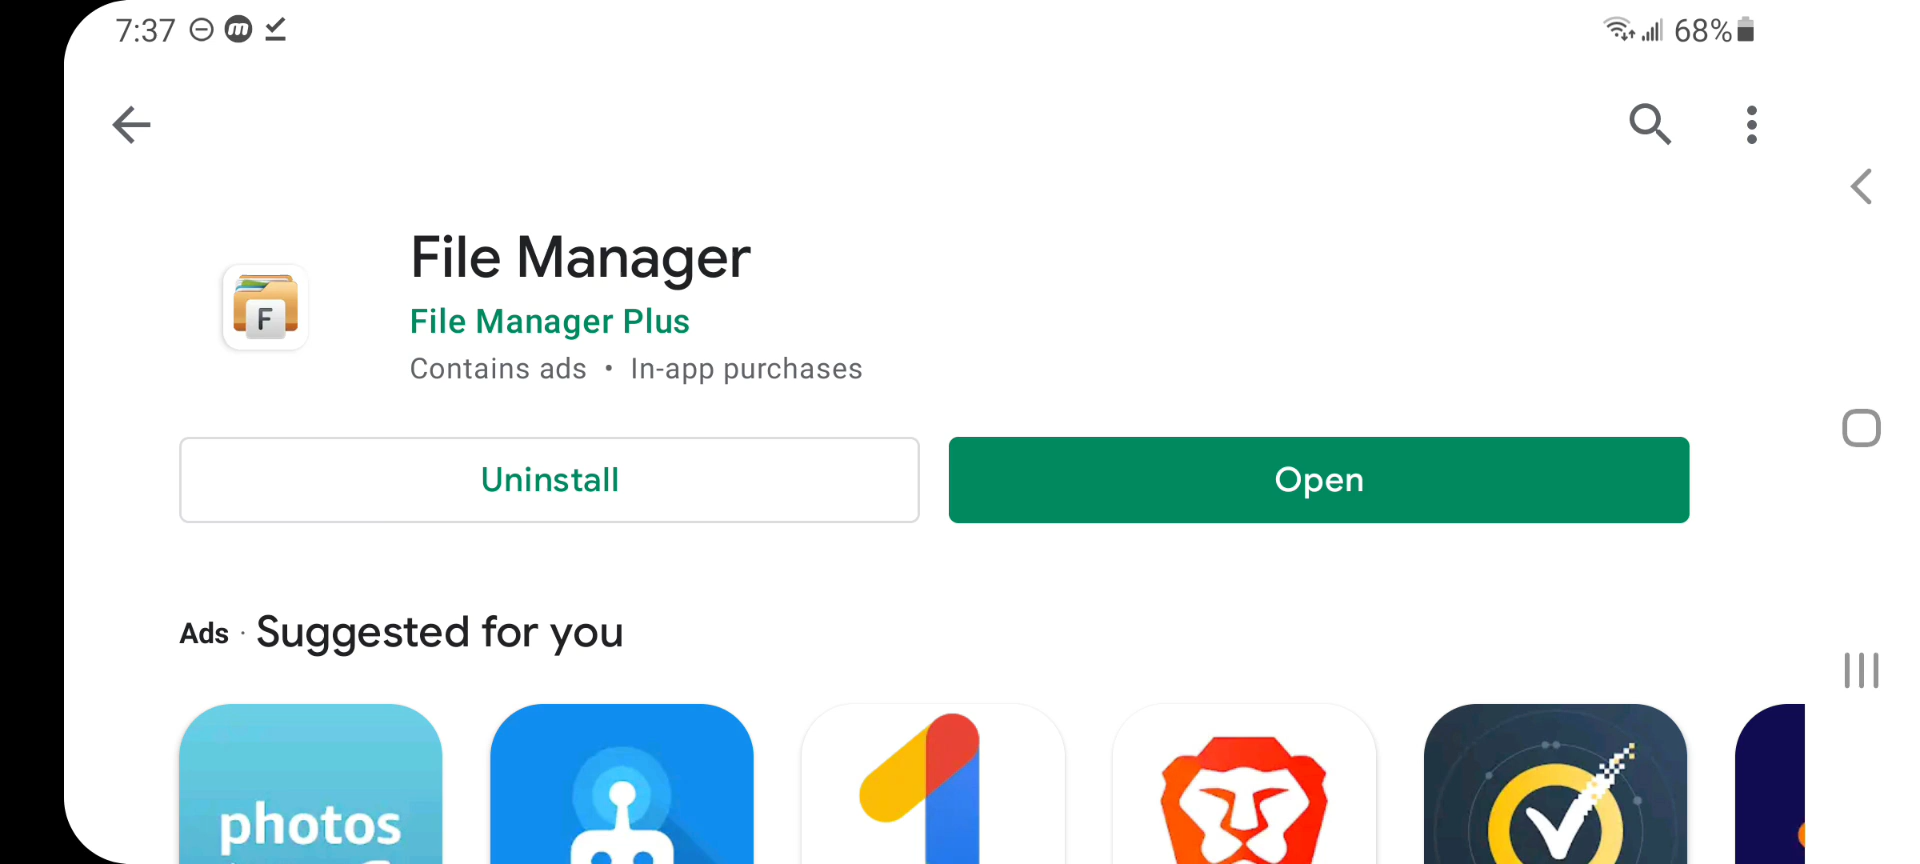 7:37 68%
File Manager
File Manager Plus
Contains ads • In-app purchases
Uninstall Open
Ads · Suggested for you
photos